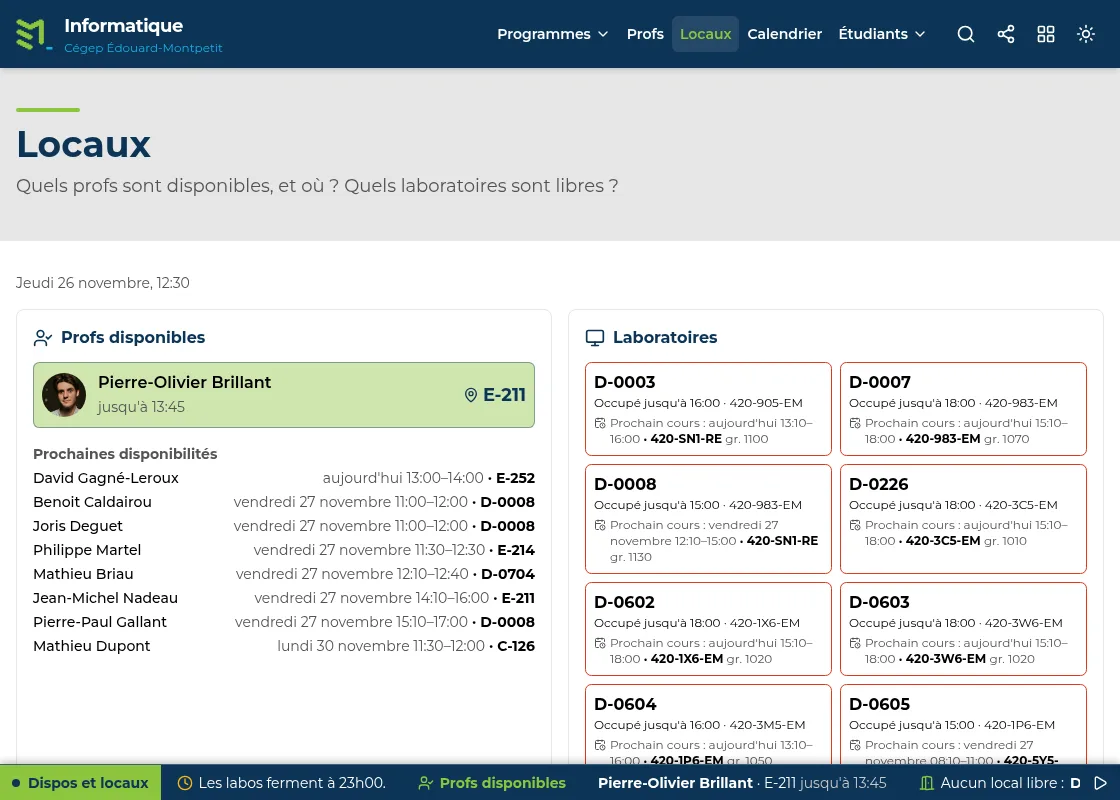 Informatique
Cégep Édouard-Montpetit
Programmes Profs Locaux Calendrier Étudiants
Locaux
Quels profs sont disponibles, et où ? Quels laboratoires sont libres ?
Jeudi 26 novembre, 12:30
Profs disponibles
Pierre-Olivier Brillant
jusqu'à 13:45
E-211
Prochaines disponibilités
David Gagné-Leroux aujourd'hui 13:00–14:00 • E-252
Benoit Caldairou vendredi 27 novembre 11:00–12:00 • D-0008
Joris Deguet vendredi 27 novembre 11:00–12:00 • D-0008
Philippe Martel vendredi 27 novembre 11:30–12:30 • E-214
Mathieu Briau vendredi 27 novembre 12:10–12:40 • D-0704
Jean-Michel Nadeau vendredi 27 novembre 14:10–16:00 • E-211
Pierre-Paul Gallant vendredi 27 novembre 15:10–17:00 • D-0008
Mathieu Dupont lundi 30 novembre 11:30–12:00 • C-126
Laboratoires
D-0003
Occupé jusqu'à 16:00 · 420-905-EM
Prochain cours : aujourd'hui 13:10–
16:00 • 420-SN1-RE gr. 1100
D-0007
Occupé jusqu'à 18:00 · 420-983-EM
Prochain cours : aujourd'hui 15:10–
18:00 • 420-983-EM gr. 1070
D-0008
Occupé jusqu'à 15:00 · 420-983-EM
Prochain cours : vendredi 27
novembre 12:10–15:00 • 420-SN1-RE
gr. 1130
D-0226
Occupé jusqu'à 18:00 · 420-3C5-EM
Prochain cours : aujourd'hui 15:10–
18:00 • 420-3C5-EM gr. 1010
D-0602
Occupé jusqu'à 18:00 · 420-1X6-EM
Prochain cours : aujourd'hui 15:10–
18:00 • 420-1X6-EM gr. 1020
D-0603
Occupé jusqu'à 18:00 · 420-3W6-EM
Prochain cours : aujourd'hui 15:10–
18:00 • 420-3W6-EM gr. 1020
D-0604
Occupé jusqu'à 16:00 · 420-3M5-EM
Prochain cours : aujourd'hui 13:10–
16:00 • 420-1P6-EM gr. 1050
D-0605
Occupé jusqu'à 15:00 · 420-1P6-EM
Prochain cours : vendredi 27
novembre 08:10–11:00 • 420-5Y5-
Dispos et locaux Les labos ferment à 23h00. Profs disponibles Pierre-Olivier Brillant · E-211 jusqu'à 13:45 Aucun local libre : D